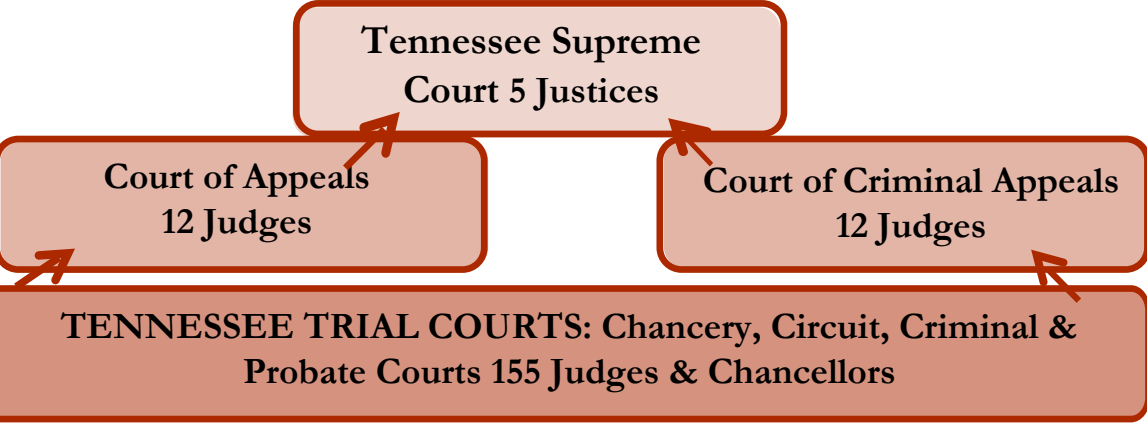 Tennessee Supreme
Court 5 Justices
Court of Appeals
12 Judges
Court of Criminal Appeals
12 Judges
TENNESSEE TRIAL COURTS: Chancery, Circuit, Criminal &
Probate Courts 155 Judges & Chancellors